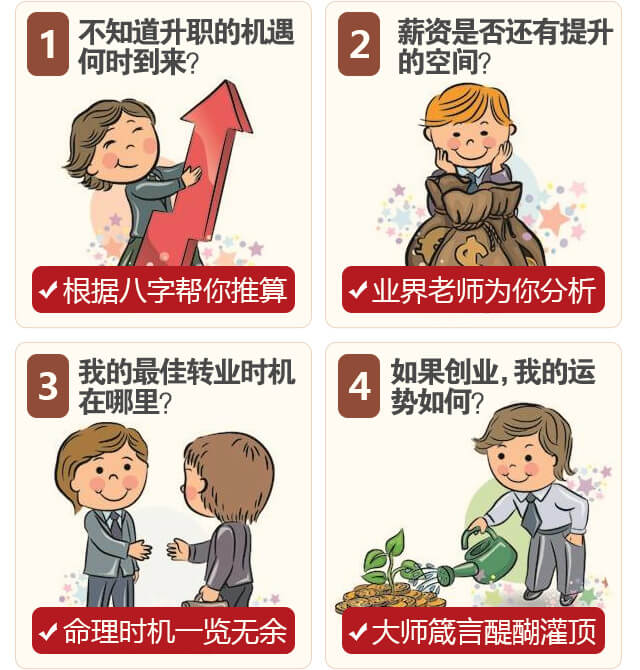 1
不知道升职的机遇
何时到来?
✓根据八字帮你推算
2
薪资是否还有提升
的空间?
$
$
✓业界老师为你分析
3
我的最佳转业时机
在哪里?
✓命理时机一览无余
4
如果创业,我的运
势如何?
✓大师箴言醍醐灌顶